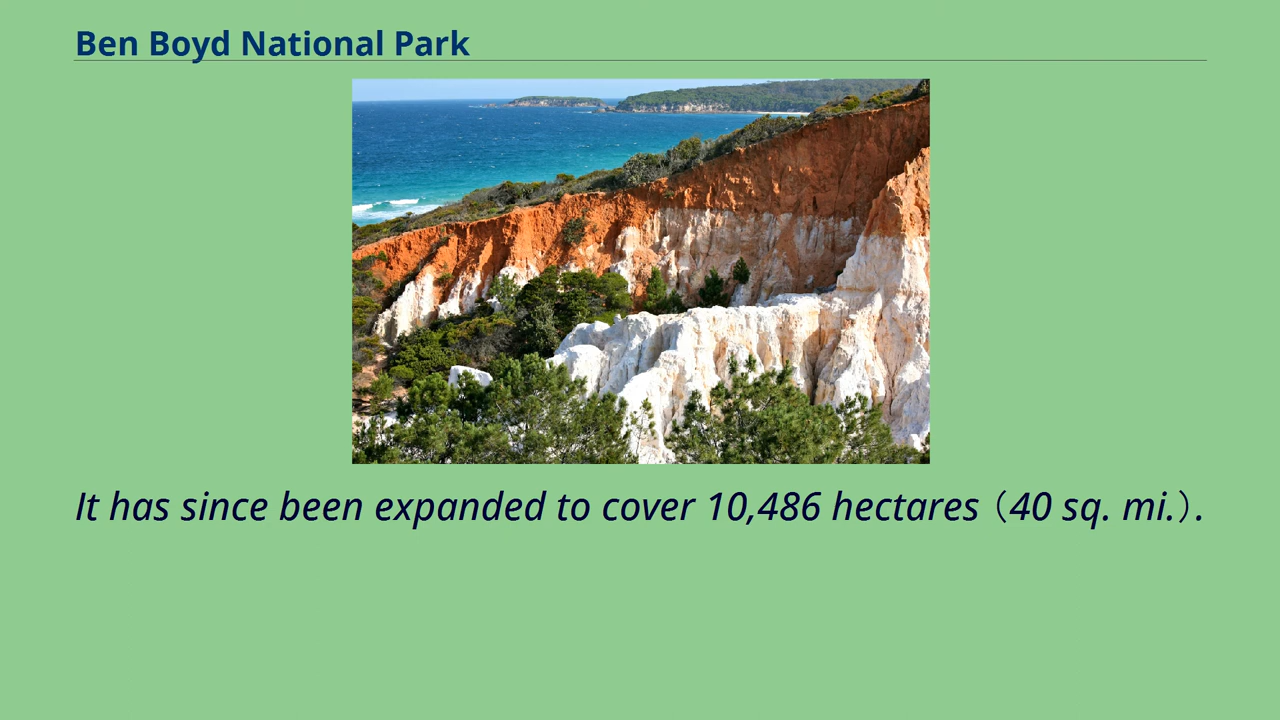 Ben Boyd National Park
It has since been expanded to cover 10,486 hectares (40 sq. mi.).